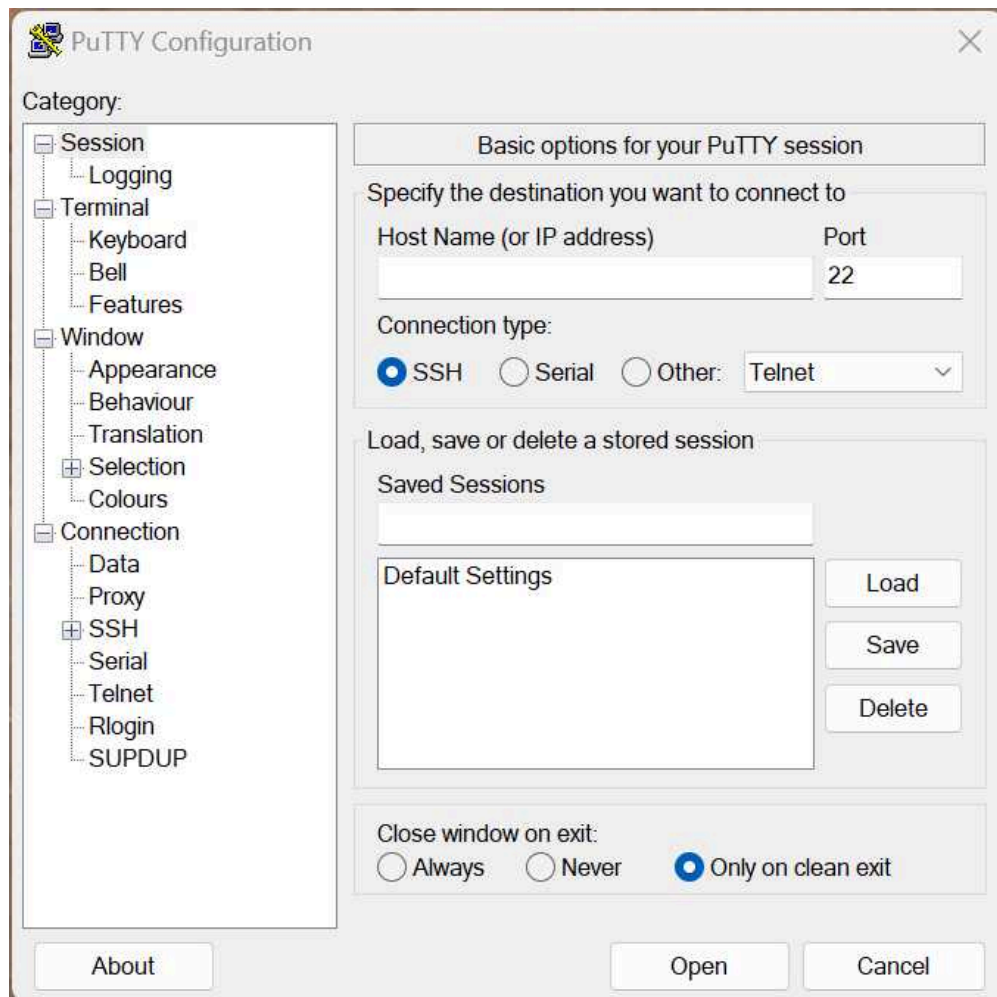 PuTTY Configuration
Category:
Session
Logging
Terminal
Keyboard
Bell
Features
Window
Appearance
Behaviour
Translation
Selection
Colours
Connection
Data
Proxy
SSH
Serial
Telnet
Rlogin
SUPDUP
Basic options for your PuTTY session
Specify the destination you want to connect to
Host Name (or IP address) Port
22
Connection type:
SSH Serial Other: Telnet
Load, save or delete a stored session
Saved Sessions
Default Settings
Load
Save
Delete
Close window on exit:
Always Never Only on clean exit
About Open Cancel